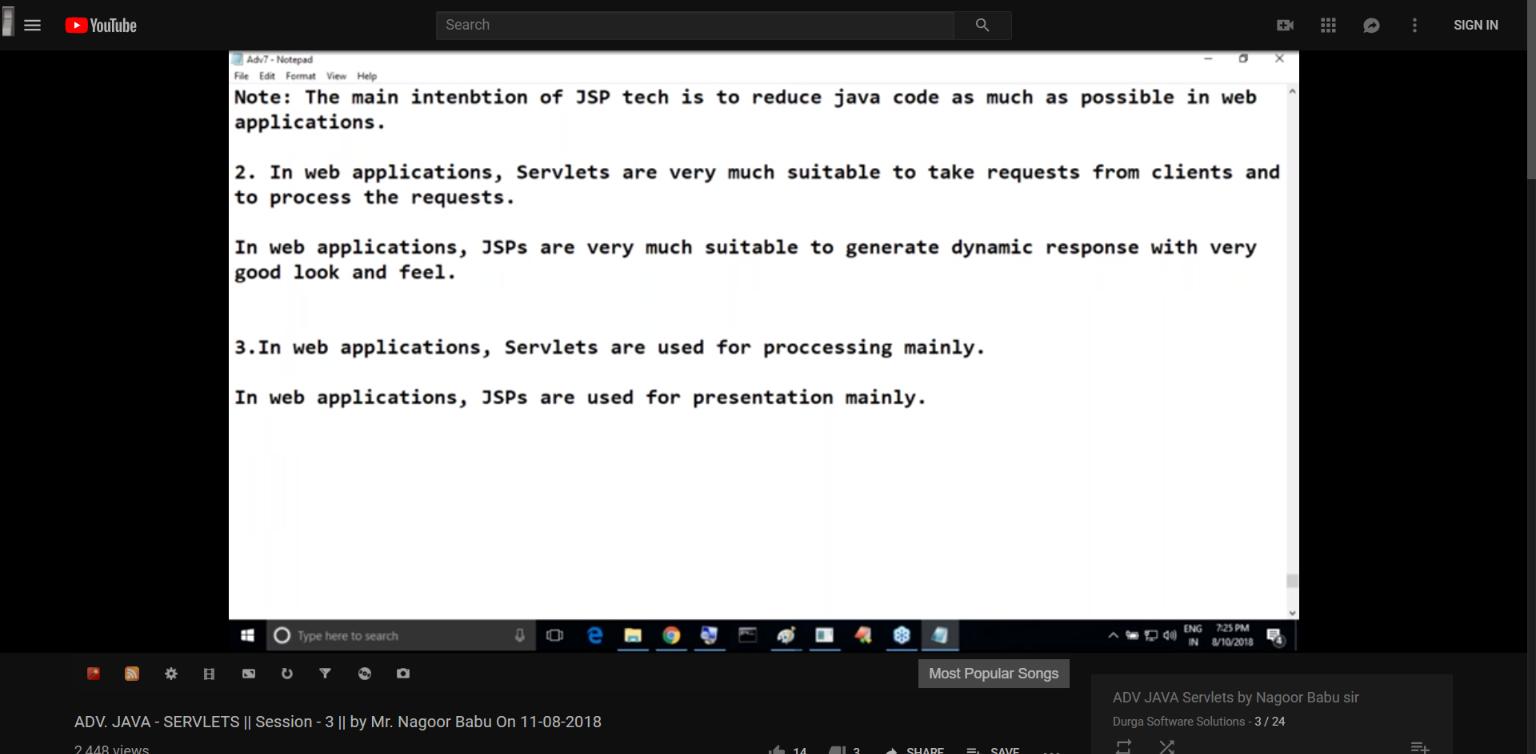 YouTube
Search
SIGN IN
Adv7 - Notepad
File Edit Format View Help
Note: The main intenbtion of JSP tech is to reduce java code as much as possible in web
applications.
2. In web applications, Servlets are very much suitable to take requests from clients and
to process the requests.
In web applications, JSPs are very much suitable to generate dynamic response with very
good look and feel.
3.In web applications, Servlets are used for proccessing mainly.
In web applications, JSPs are used for presentation mainly.
Type here to search
ENG
IN
7:25 PM
8/10/2018
4
Most Popular Songs
ADV. JAVA - SERVLETS || Session - 3 || by Mr. Nagoor Babu On 11-08-2018
2,448 views
14
3
SHARE
SAVE
ADV JAVA Servlets by Nagoor Babu sir
Durga Software Solutions - 3 / 24